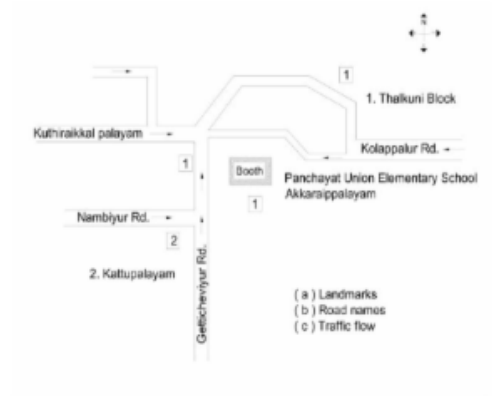 N
1
1. Thalkuni Block
Kuthiraikkal palayam
Kolappalur Rd.
1
Booth
Panchayat Union Elementary School
Akkaraippalayam
1
Nambiyur Rd.
2
2. Kattupalayam
Getticheviyur Rd.
( a ) Landmarks
( b ) Road names
( c ) Traffic flow